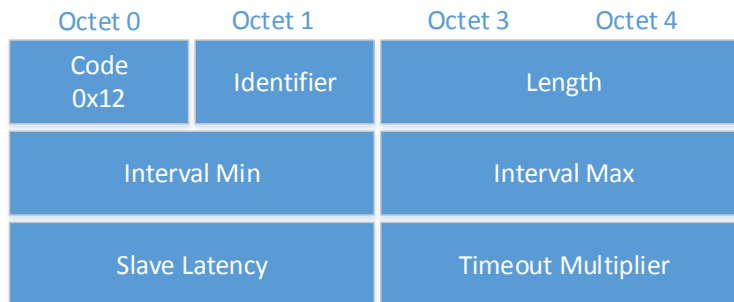 Octet 0 Octet 1 Octet 3 Octet 4
Code
0x12
Identifier
Length
Interval Min
Interval Max
Slave Latency
Timeout Multiplier